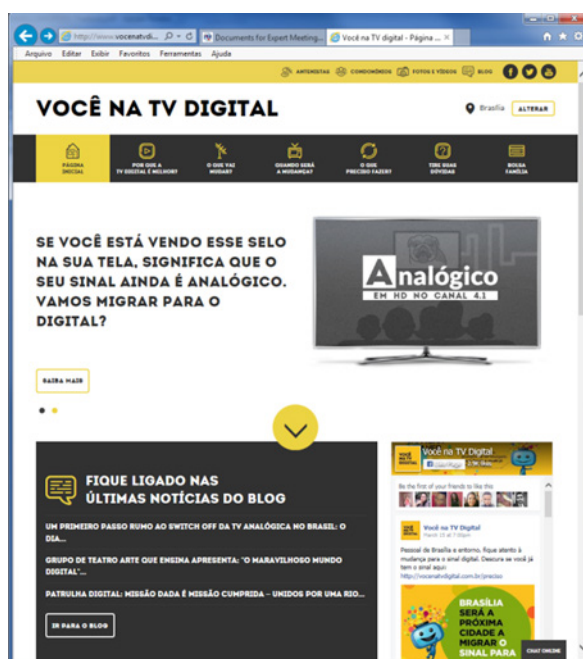 http://www.vocenatvdi...
Documents for Expert Meeting...
Você na TV digital - Página ...
Arquivo Editar Exibir Favoritos Ferramentas Ajuda
ANTENISTAS CONDOMÍNIOS FOTOS E VÍDEOS BLOG
VOCÊ NA TV DIGITAL
Brasília ALTERAR
PÁGINA INICIAL
POR QUE A TV DIGITAL É MELHOR?
O QUE VAI MUDAR?
QUANDO SERÁ A MUDANÇA?
O QUE PRECISO FAZER?
TIRE SUAS DÚVIDAS
BOLSA FAMÍLIA
SE VOCÊ ESTÁ VENDO ESSE SELO
NA SUA TELA, SIGNIFICA QUE O
SEU SINAL AINDA É ANALÓGICO.
VAMOS MIGRAR PARA O
DIGITAL?
Analógico
EM HD NO CANAL 4.1
SAIBA MAIS
FIQUE LIGADO NAS
ÚLTIMAS NOTÍCIAS DO BLOG
UM PRIMEIRO PASSO RUMO AO SWITCH OFF DA TV ANALÓGICA NO BRASIL: O
DIA...
GRUPO DE TEATRO ARTE QUE ENSINA APRESENTA: "O MARAVILHOSO MUNDO
DIGITAL"...
PATRULHA DIGITAL: MISSÃO DADA É MISSÃO CUMPRIDA – UNIDOS POR UMA RIO...
IR PARA O BLOG
Você na TV Digital
Be the first of your friends to like this
Você na TV Digital
Pessoal de Brasília e entorno, fique atento à
mudança para o sinal digital. Descura se você já
tem o sinal aqui:
http://vocenatvdigital.com.br/preciso
BRASÍLIA
SERÁ A
PRÓXIMA
CIDADE A
MIGRAR O
SINAL PARA
CHAT ONLINE